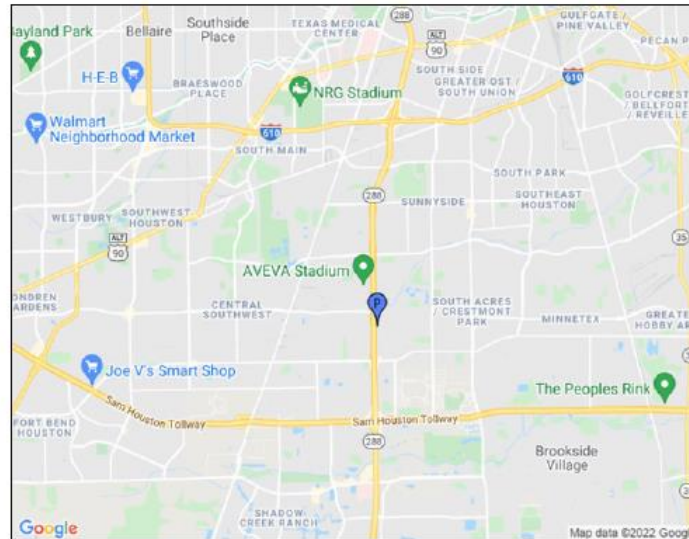 Bayland Park
Bellaire
Southside
Place
TEXAS MEDICAL
CENTER
288
ALT
90
GULFGATE /
PINE VALLEY
PECAN P
H-E-B
BRAESWOOD
PLACE
NRG Stadium
SOUTH SIDE
GREATER OST /
SOUTH UNION
610
GOLFCREST
/ BELLFORT
/ REVEILLE
Walmart
Neighborhood Market
610
SOUTH MAIN
SOUTH PARK
288
SUNNYSIDE
SOUTHEAST
HOUSTON
WESTBURY
SOUTHWEST
HOUSTON
ALT
90
35
AVEVA Stadium
ONDREN
ARDENS
CENTRAL
SOUTHWEST
P
SOUTH ACRES
/ CRESTMONT
PARK
MINNETEX
GREATE
HOBBY AR
Joe V's Smart Shop
The Peoples Rink
FORT BEND
HOUSTON
Sam Houston Tollway
Sam Houston Tollway
288
Brookside
Village
SHADOW
CREEK RANCH
Google
Map data ©2022 Googl